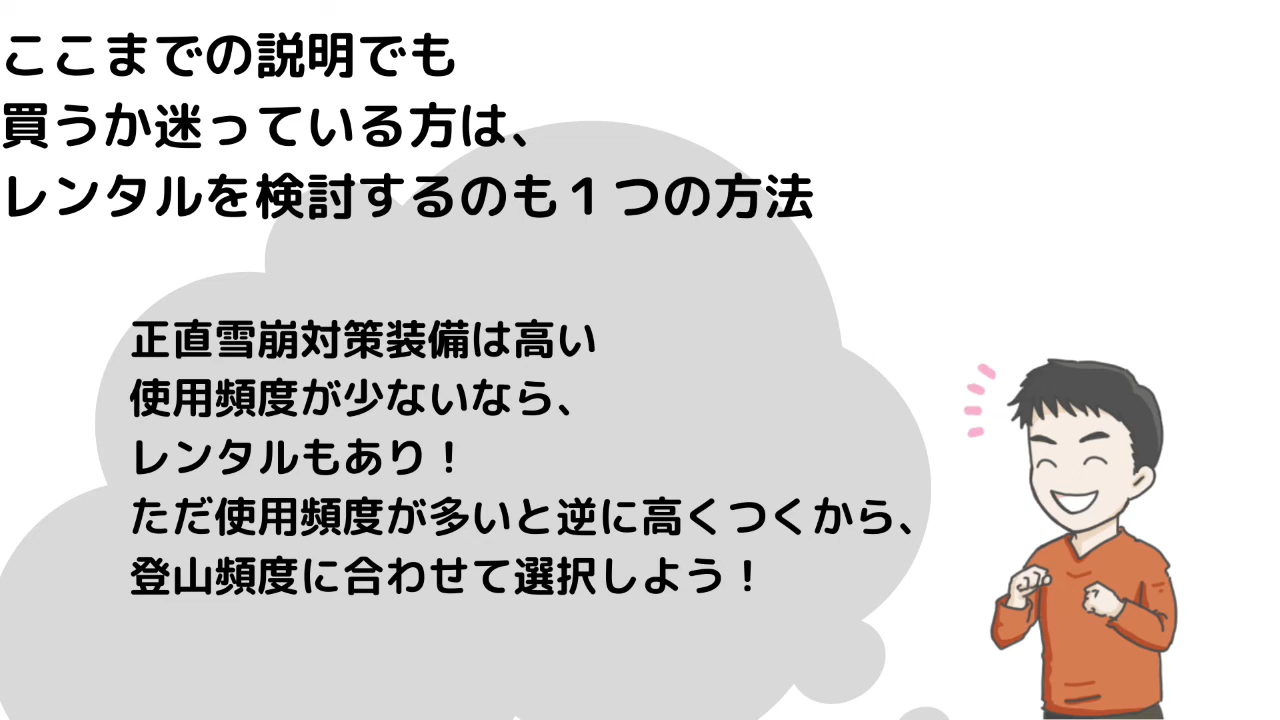 ここまでの説明でも
買うか迷っている方は、
レンタルを検討するのも１つの方法
正直雪崩対策装備は高い
使用頻度が少ないなら、
レンタルもあり！
ただ使用頻度が多いと逆に高くつくから、
登山頻度に合わせて選択しよう！